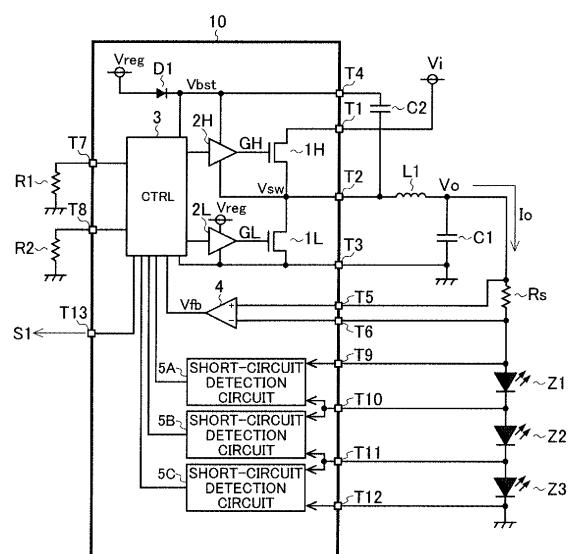 10
Vreg
D1
Vbst
T4
Vi
C2
T1
3
2H
GH
1H
T7
R1
CTRL
Vsw
T2
L1
Vo
Io
T8
2L
Vreg
GL
1L
C1
R2
T3
4
Vfb
+
−
T5
T6
Rs
T13
S1
T9
5A
SHORT-CIRCUIT
DETECTION
CIRCUIT
Z1
T10
5B
SHORT-CIRCUIT
DETECTION
CIRCUIT
Z2
T11
5C
SHORT-CIRCUIT
DETECTION
CIRCUIT
Z3
T12